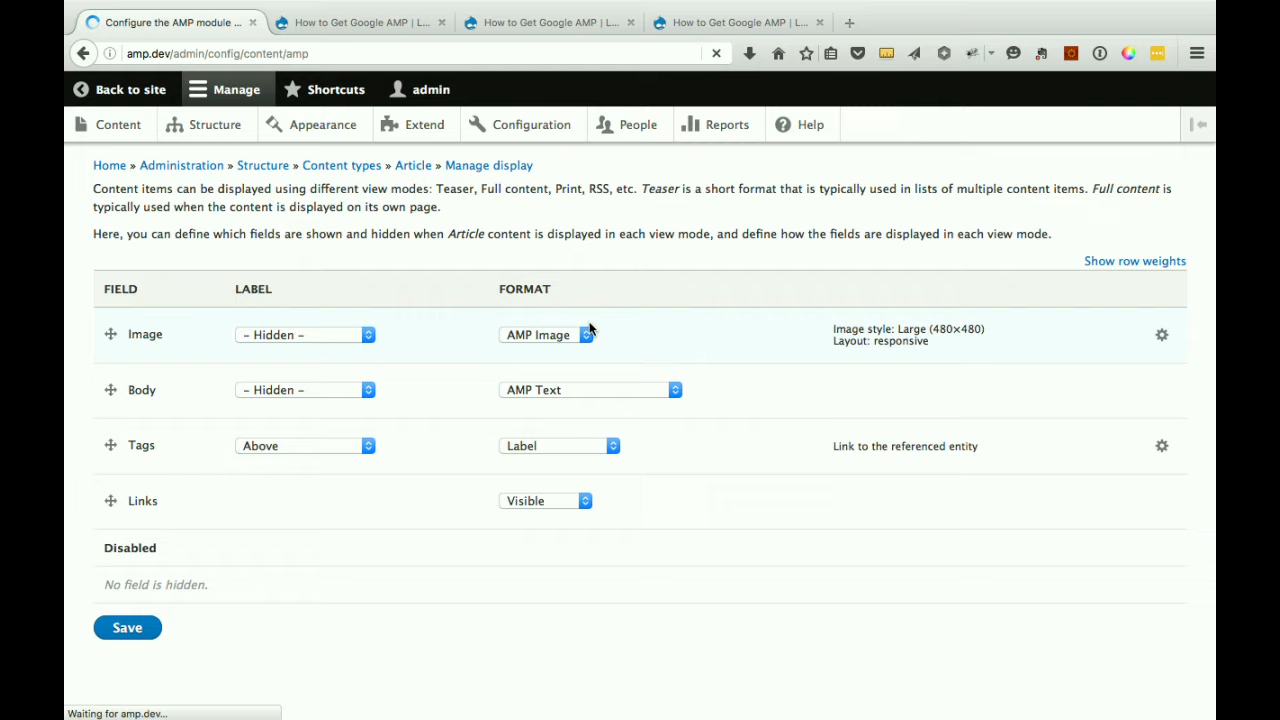 Configure the AMP module ...
How to Get Google AMP | L...
How to Get Google AMP | L...
How to Get Google AMP | L...
amp.dev/admin/config/content/amp
Back to site
Manage
Shortcuts
admin
Content
Structure
Appearance
Extend
Configuration
People
Reports
Help
Home » Administration » Structure » Content types » Article » Manage display
Content items can be displayed using different view modes: Teaser, Full content, Print, RSS, etc. Teaser is a short format that is typically used in lists of multiple content items. Full content is
typically used when the content is displayed on its own page.
Here, you can define which fields are shown and hidden when Article content is displayed in each view mode, and define how the fields are displayed in each view mode.
Show row weights
FIELD LABEL FORMAT
Image – Hidden – AMP Image Image style: Large (480×480)
Layout: responsive
Body – Hidden – AMP Text
Tags Above Label Link to the referenced entity
Links Visible
Disabled
No field is hidden.
Save
Waiting for amp.dev...